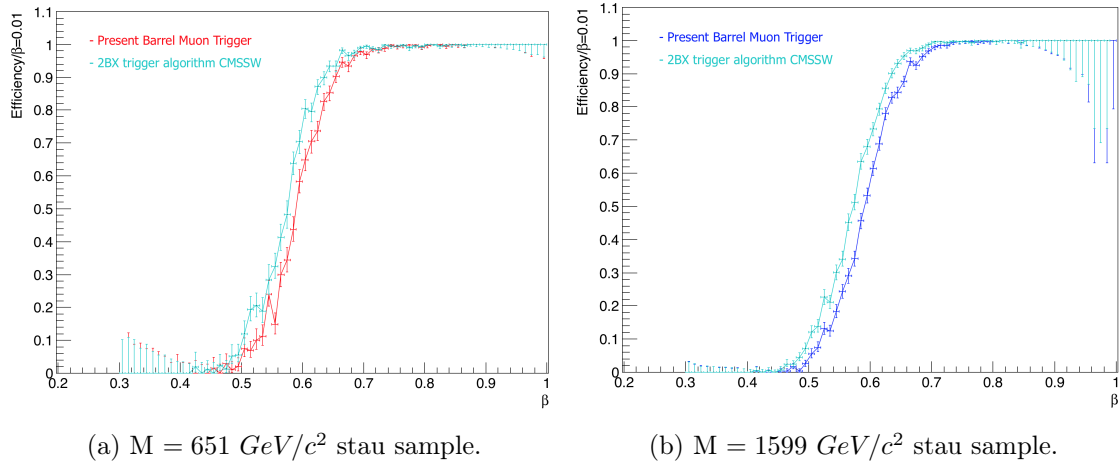 1.1
1
0.9
0.8
0.7
0.6
0.5
0.4
0.3
0.2
0.1
0
Efficiency/β=0.01
- Present Barrel Muon Trigger
- 2BX trigger algorithm CMSSW
0.2 0.3 0.4 0.5 0.6 0.7 0.8 0.9 1
β
(a) M = 651 GeV/c² stau sample.
1.1
1
0.9
0.8
0.7
0.6
0.5
0.4
0.3
0.2
0.1
0
Efficiency/β=0.01
- Present Barrel Muon Trigger
- 2BX trigger algorithm CMSSW
0.2 0.3 0.4 0.5 0.6 0.7 0.8 0.9 1
β
(b) M = 1599 GeV/c² stau sample.